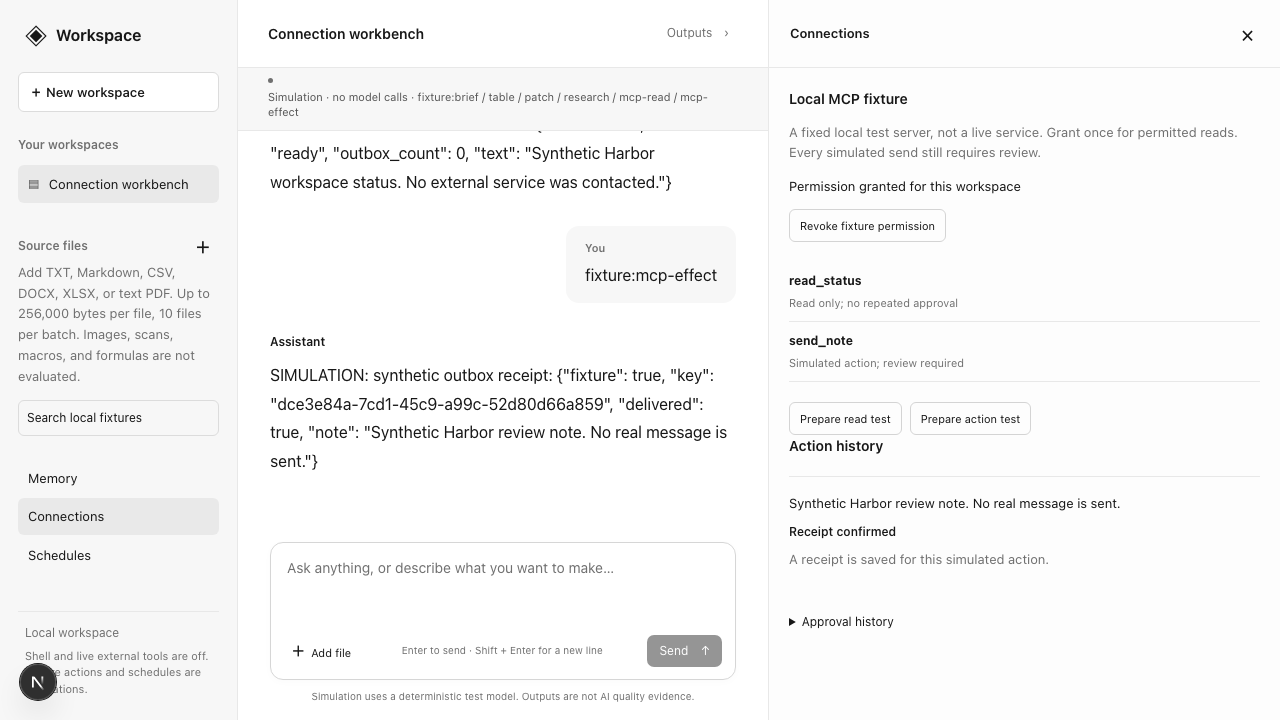 Workspace
+ New workspace
Your workspaces
Connection workbench
Source files
Add TXT, Markdown, CSV,
DOCX, XLSX, or text PDF. Up to
256,000 bytes per file, 10 files
per batch. Images, scans,
macros, and formulas are not
evaluated.
Search local fixtures
Memory
Connections
Schedules
Local workspace
Shell and live external tools are off.
actions and schedules are
N
Connection workbench
Outputs ›
Simulation · no model calls · fixture:brief / table / patch / research / mcp-read / mcp-
effect
"ready", "outbox_count": 0, "text": "Synthetic Harbor
workspace status. No external service was contacted."}
You
fixture:mcp-effect
Assistant
SIMULATION: synthetic outbox receipt: {"fixture": true, "key":
"dce3e84a-7cd1-45c9-a99c-52d80d66a859", "delivered":
true, "note": "Synthetic Harbor review note. No real message is
sent."}
Ask anything, or describe what you want to make...
+ Add file
Enter to send · Shift + Enter for a new line
Send ↑
Simulation uses a deterministic test model. Outputs are not AI quality evidence.
Connections
Local MCP fixture
A fixed local test server, not a live service. Grant once for permitted reads.
Every simulated send still requires review.
Permission granted for this workspace
Revoke fixture permission
read_status
Read only; no repeated approval
send_note
Simulated action; review required
Prepare read test
Prepare action test
Action history
Synthetic Harbor review note. No real message is sent.
Receipt confirmed
A receipt is saved for this simulated action.
Approval history